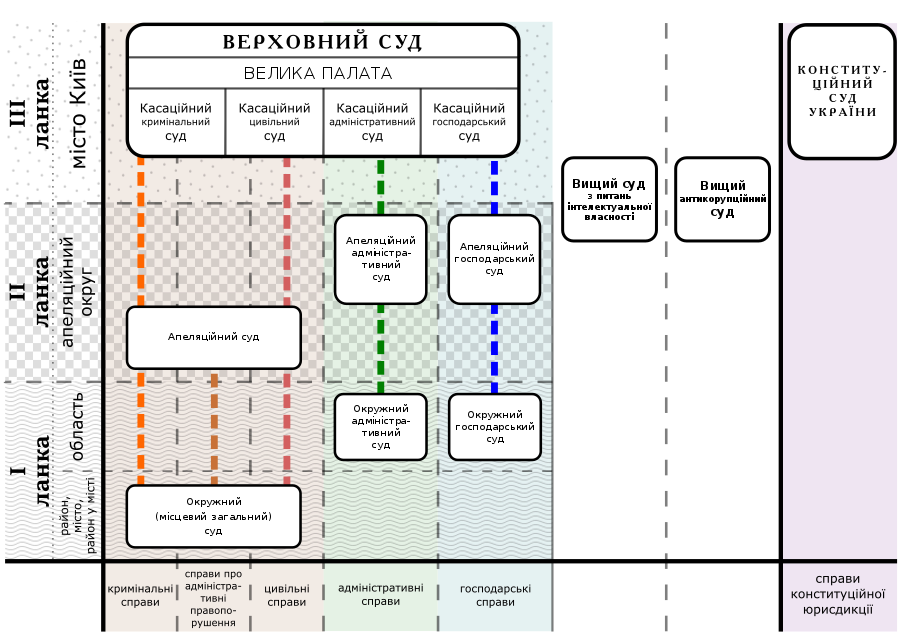 III
ланка
місто Київ
ВЕРХОВНИЙ СУД
ВЕЛИКА ПАЛАТА
Касаційний
кримінальний
суд
Касаційний
цивільний
суд
Касаційний
адміністративний
суд
Касаційний
господарський
суд
Вищий суд
з питань
інтелектуальної
власності
Вищий
антикорупційний
суд
КОНСТИТУ-
ЦІЙНИЙ
СУД
УКРАЇНИ
II
ланка
апеляційний
округ
Апеляційний суд
Апеляційний
адміністра-
тивний
суд
Апеляційний
господарський
суд
I
ланка
область
район,
місто,
район у місті
Окружний
адміністра-
тивний
суд
Окружний
господарський
суд
Окружний
(місцевий загальний)
суд
кримінальні
справи
справи про
адміністра-
тивні
правопо-
рушення
цивільні
справи
адміністративні
справи
господарські
справи
справи
конституційної
юрисдикції